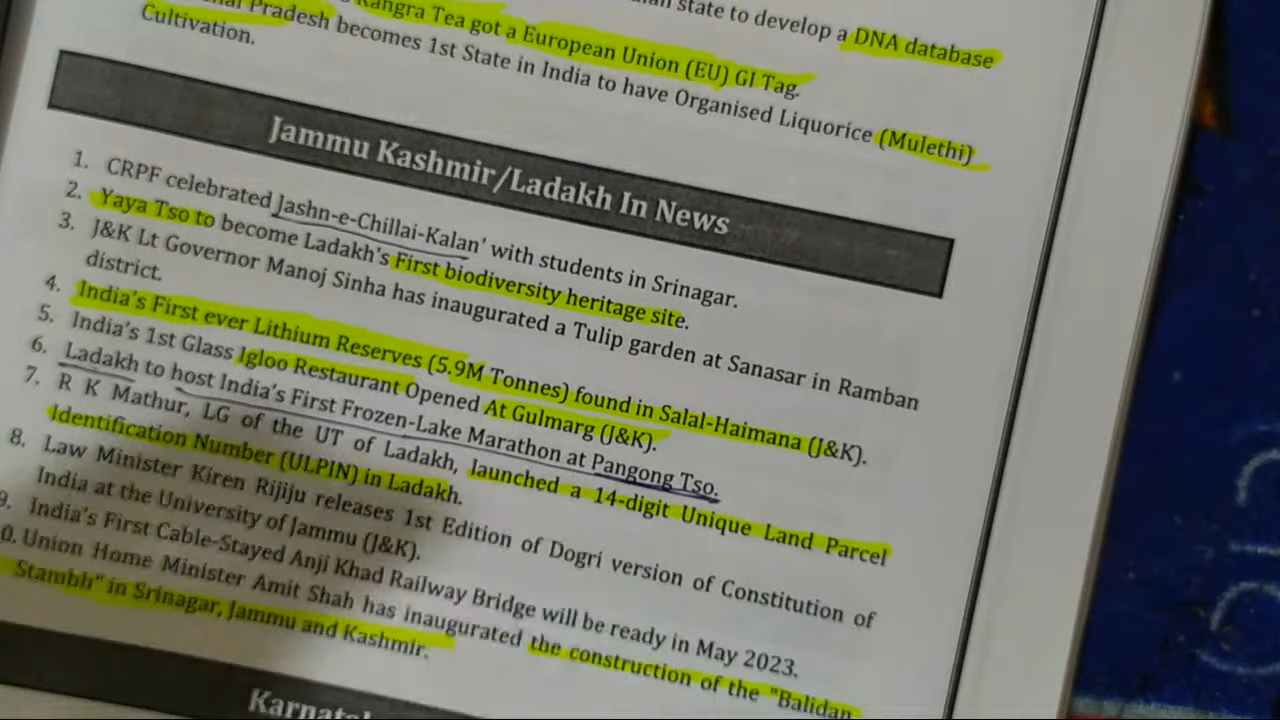 state to develop a DNA database
Kangra Tea got a European Union (EU) GI Tag.
Pradesh becomes 1st State in India to have Organised Liquorice (Mulethi)
Cultivation.
Jammu Kashmir/Ladakh In News
1. CRPF celebrated Jashn-e-Chillai-Kalan' with students in Srinagar.
2. Yaya Tso to become Ladakh's First biodiversity heritage site.
3. J&K Lt Governor Manoj Sinha has inaugurated a Tulip garden at Sanasar in Ramban
district.
4. India's First ever Lithium Reserves (5.9M Tonnes) found in Salal-Haimana (J&K).
5. India's 1st Glass Igloo Restaurant Opened At Gulmarg (J&K).
6. Ladakh to host India's First Frozen-Lake Marathon at Pangong Tso.
7. R K Mathur, LG of the UT of Ladakh, launched a 14-digit Unique Land Parcel
Identification Number (ULPIN) in Ladakh.
8. Law Minister Kiren Rijiju releases 1st Edition of Dogri version of Constitution of
India at the University of Jammu (J&K).
9. India's First Cable-Stayed Anji Khad Railway Bridge will be ready in May 2023.
0. Union Home Minister Amit Shah has inaugurated the construction of the "Balidan
Stambh" in Srinagar, Jammu and Kashmir.